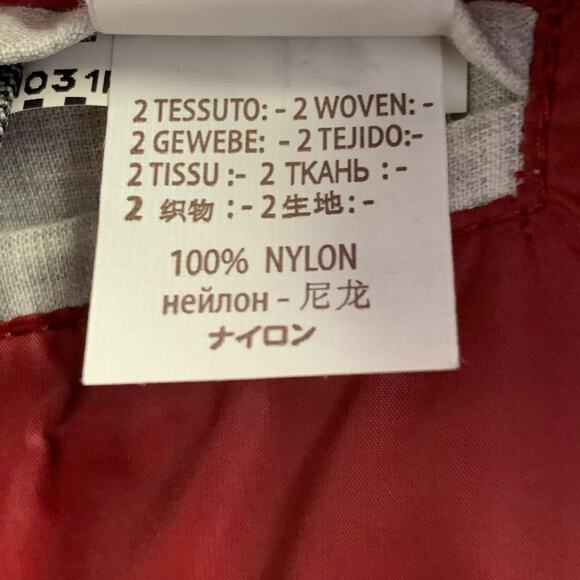 031
2 TESSUTO: - 2 WOVEN: -
2 GEWEBE: - 2 TEJIDO:-
2 TISSU :- 2 ТКАНЬ :-
2 织物 :- 2 生地:-
100% NYLON
нейлон - 尼龙
ナイロン